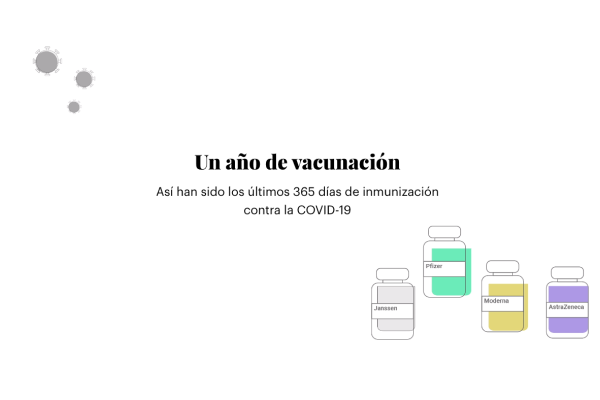 Un año de vacunación
Así han sido los últimos 365 días de inmunización
contra la COVID-19
Pfizer
Janssen
Moderna
AstraZeneca